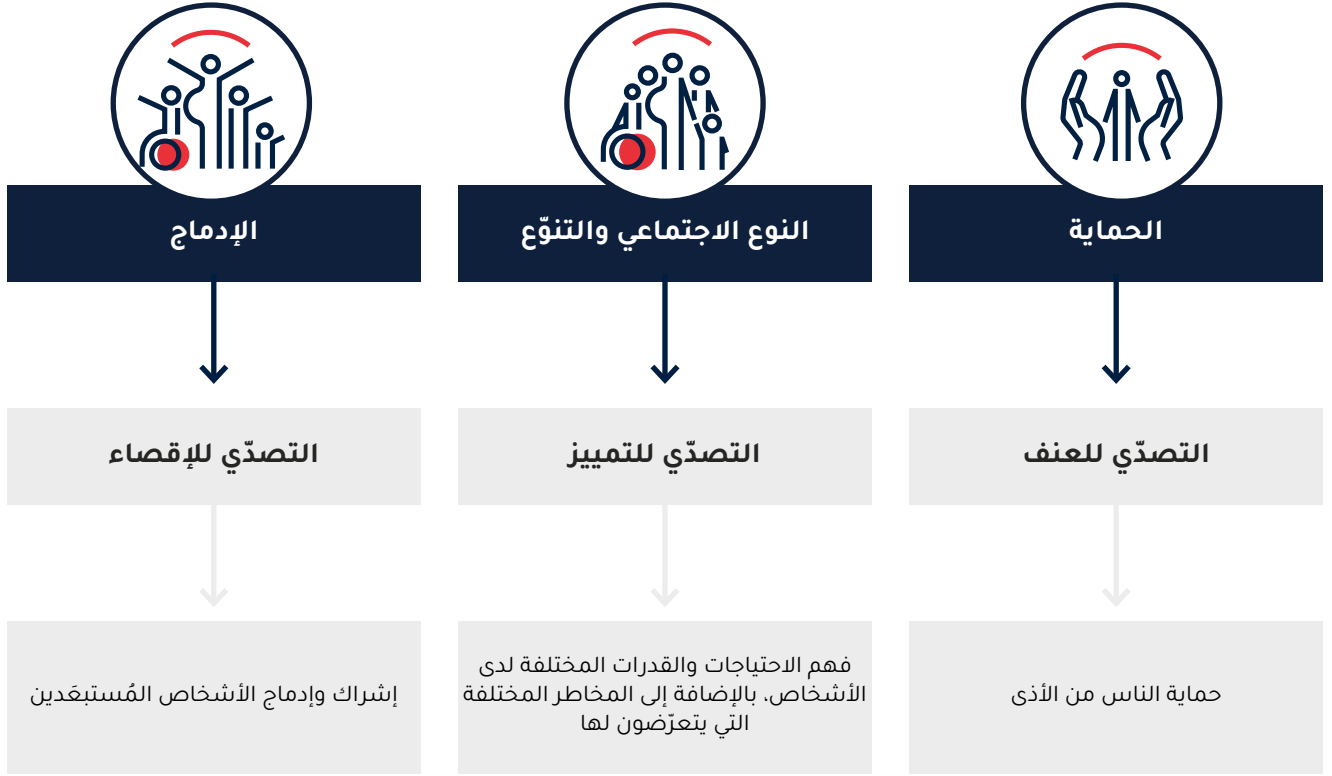 الحماية
النوع الاجتماعي والتنوّع
الإدماج
التصدّي للعنف
التصدّي للتمييز
التصدّي للإقصاء
حماية الناس من الأذى
فهم الاحتياجات والقدرات المختلفة لدى
الأشخاص، بالإضافة إلى المخاطر المختلفة
التي يتعرّضون لها
إشراك وإدماج الأشخاص المُستبعَدين